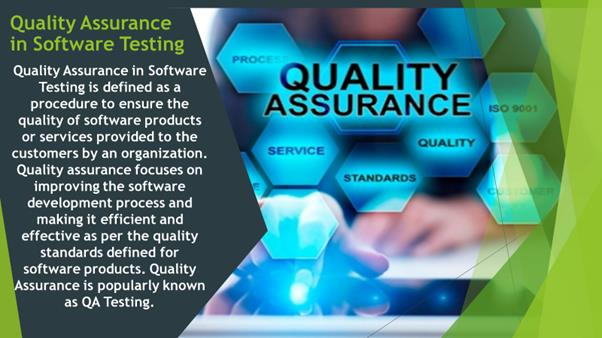 Quality Assurance
in Software Testing
Quality Assurance in Software
Testing is defined as a
procedure to ensure the
quality of software products
or services provided to the
customers by an organization.
Quality assurance focuses on
improving the software
development process and
making it efficient and
effective as per the quality
standards defined for
software products. Quality
Assurance is popularly known
as QA Testing.
PROCESS
QUALITY
ASSURANCE
ISO 9001
QUALITY
SERVICE
STANDARDS
CUSTOMER